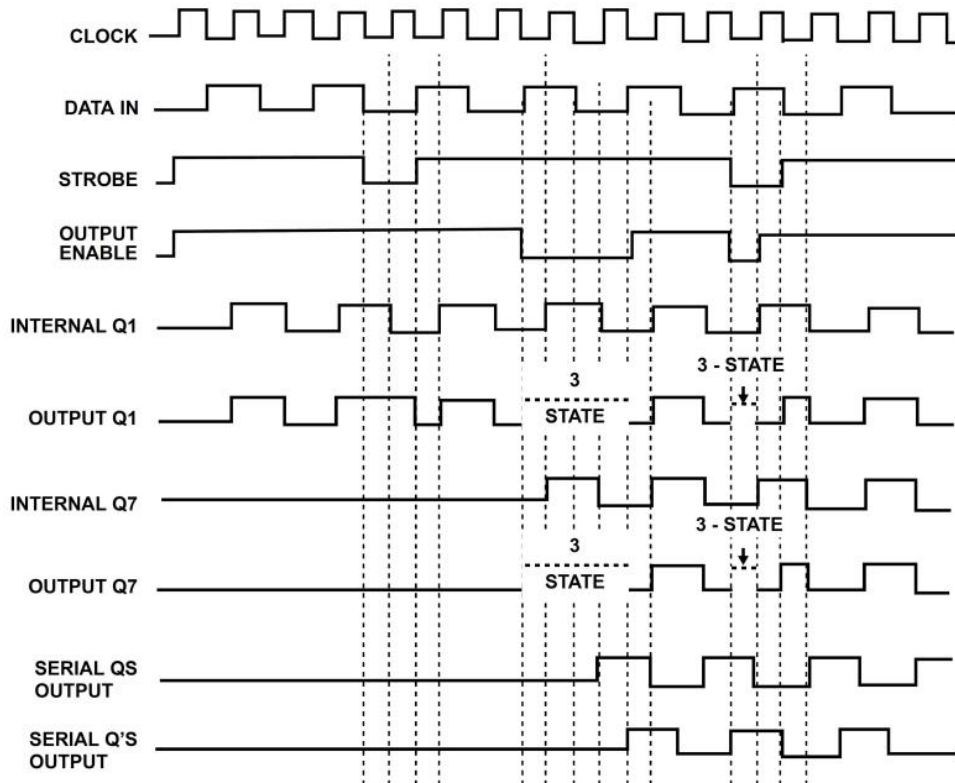 CLOCK
DATA IN
STROBE
OUTPUT
ENABLE
INTERNAL Q1
3 - STATE
3
OUTPUT Q1
STATE
INTERNAL Q7
3 - STATE
3
OUTPUT Q7
STATE
SERIAL QS
OUTPUT
SERIAL Q'S
OUTPUT